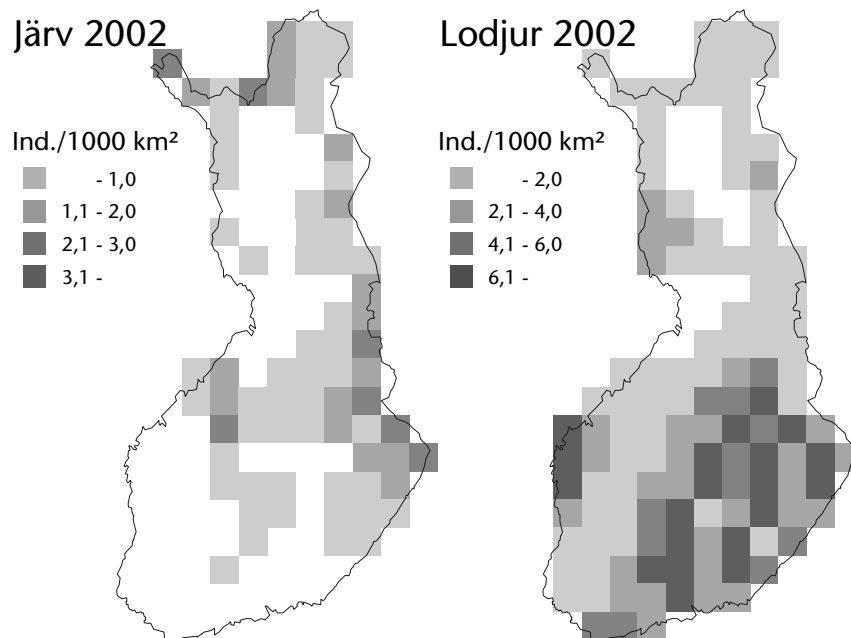 Järv 2002
Ind./1000 km²
- 1,0
1,1 - 2,0
2,1 - 3,0
3,1 -
Lodjur 2002
Ind./1000 km²
- 2,0
2,1 - 4,0
4,1 - 6,0
6,1 -